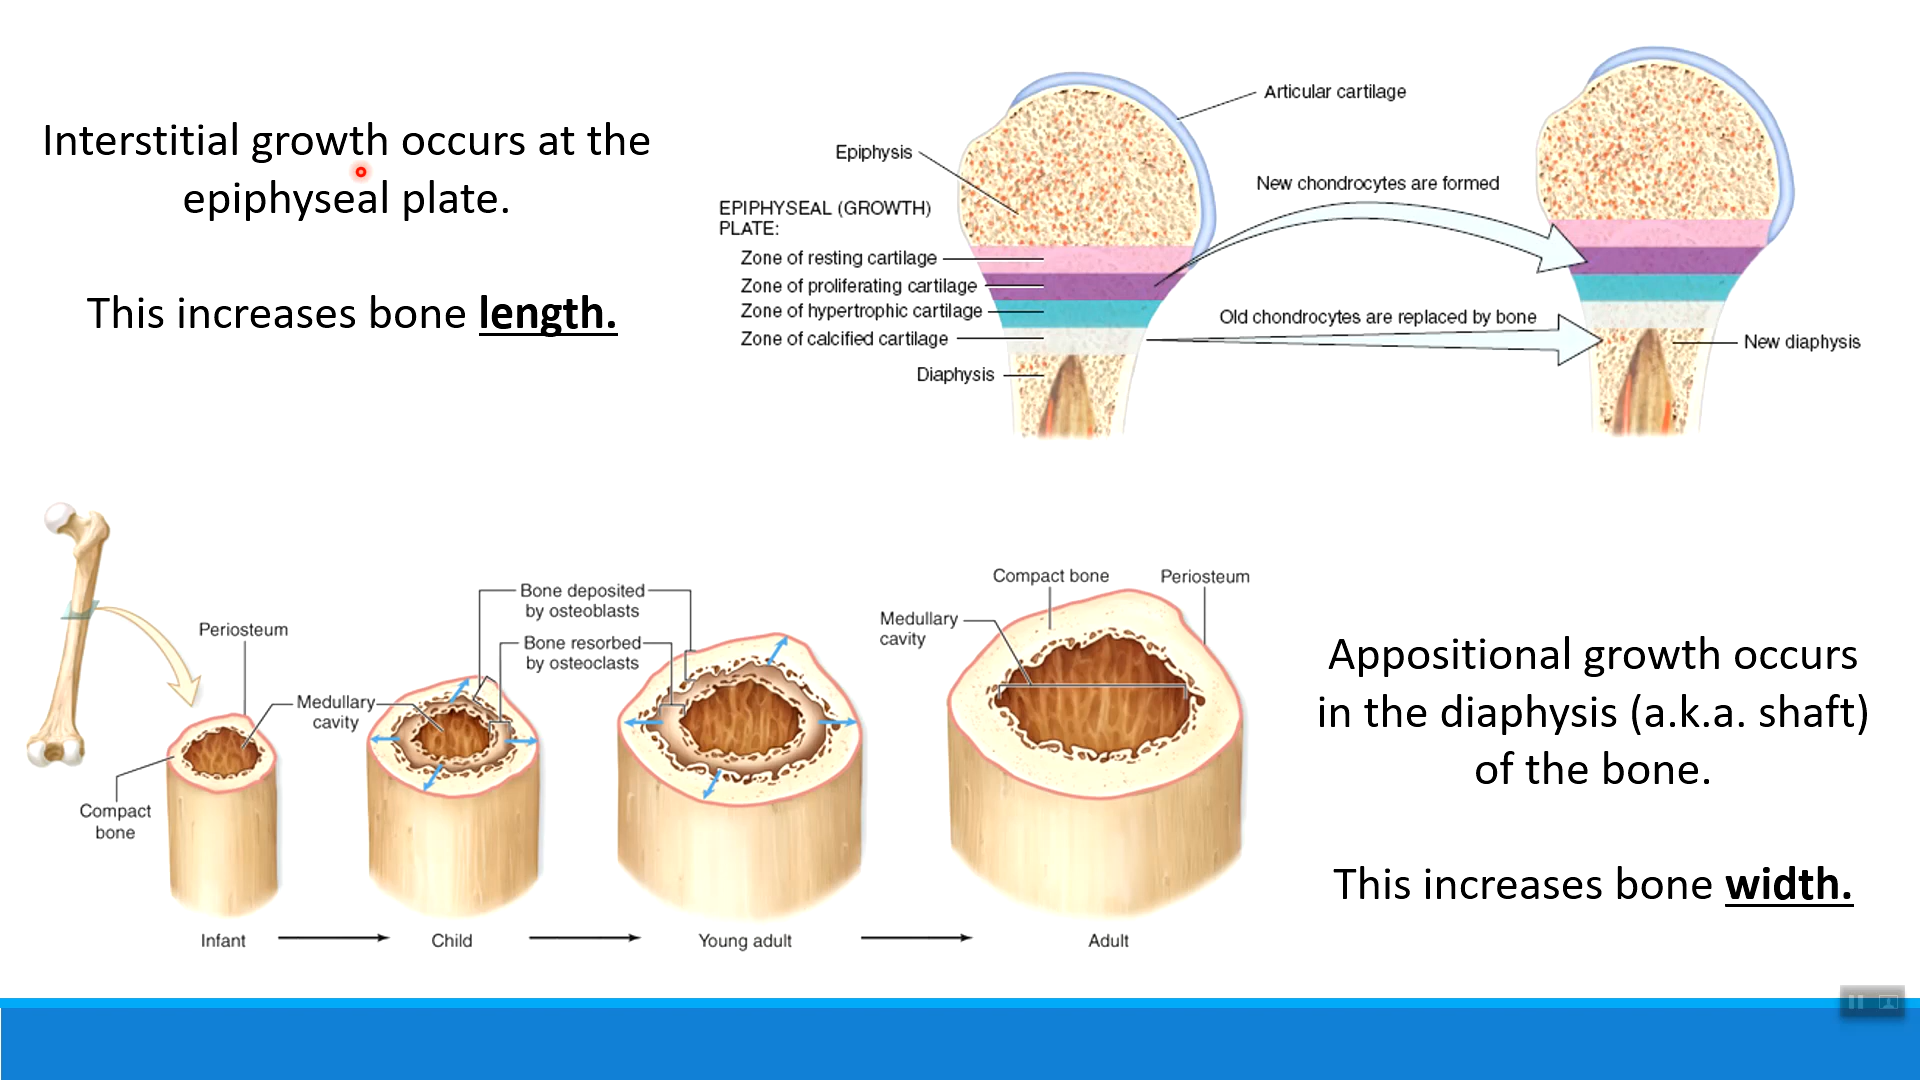 Interstitial growth occurs at the
epiphyseal plate.
This increases bone length.
Articular cartilage
Epiphysis
New chondrocytes are formed
EPIPHYSEAL (GROWTH)
PLATE:
Zone of resting cartilage
Zone of proliferating cartilage
Zone of hypertrophic cartilage
Zone of calcified cartilage
Diaphysis
Old chondrocytes are replaced by bone
New diaphysis
Periosteum
Medullary
cavity
Compact
bone
Bone deposited
by osteoblasts
Bone resorbed
by osteoclasts
Compact bone
Periosteum
Medullary
cavity
Infant
Child
Young adult
Adult
Appositional growth occurs
in the diaphysis (a.k.a. shaft)
of the bone.
This increases bone width.